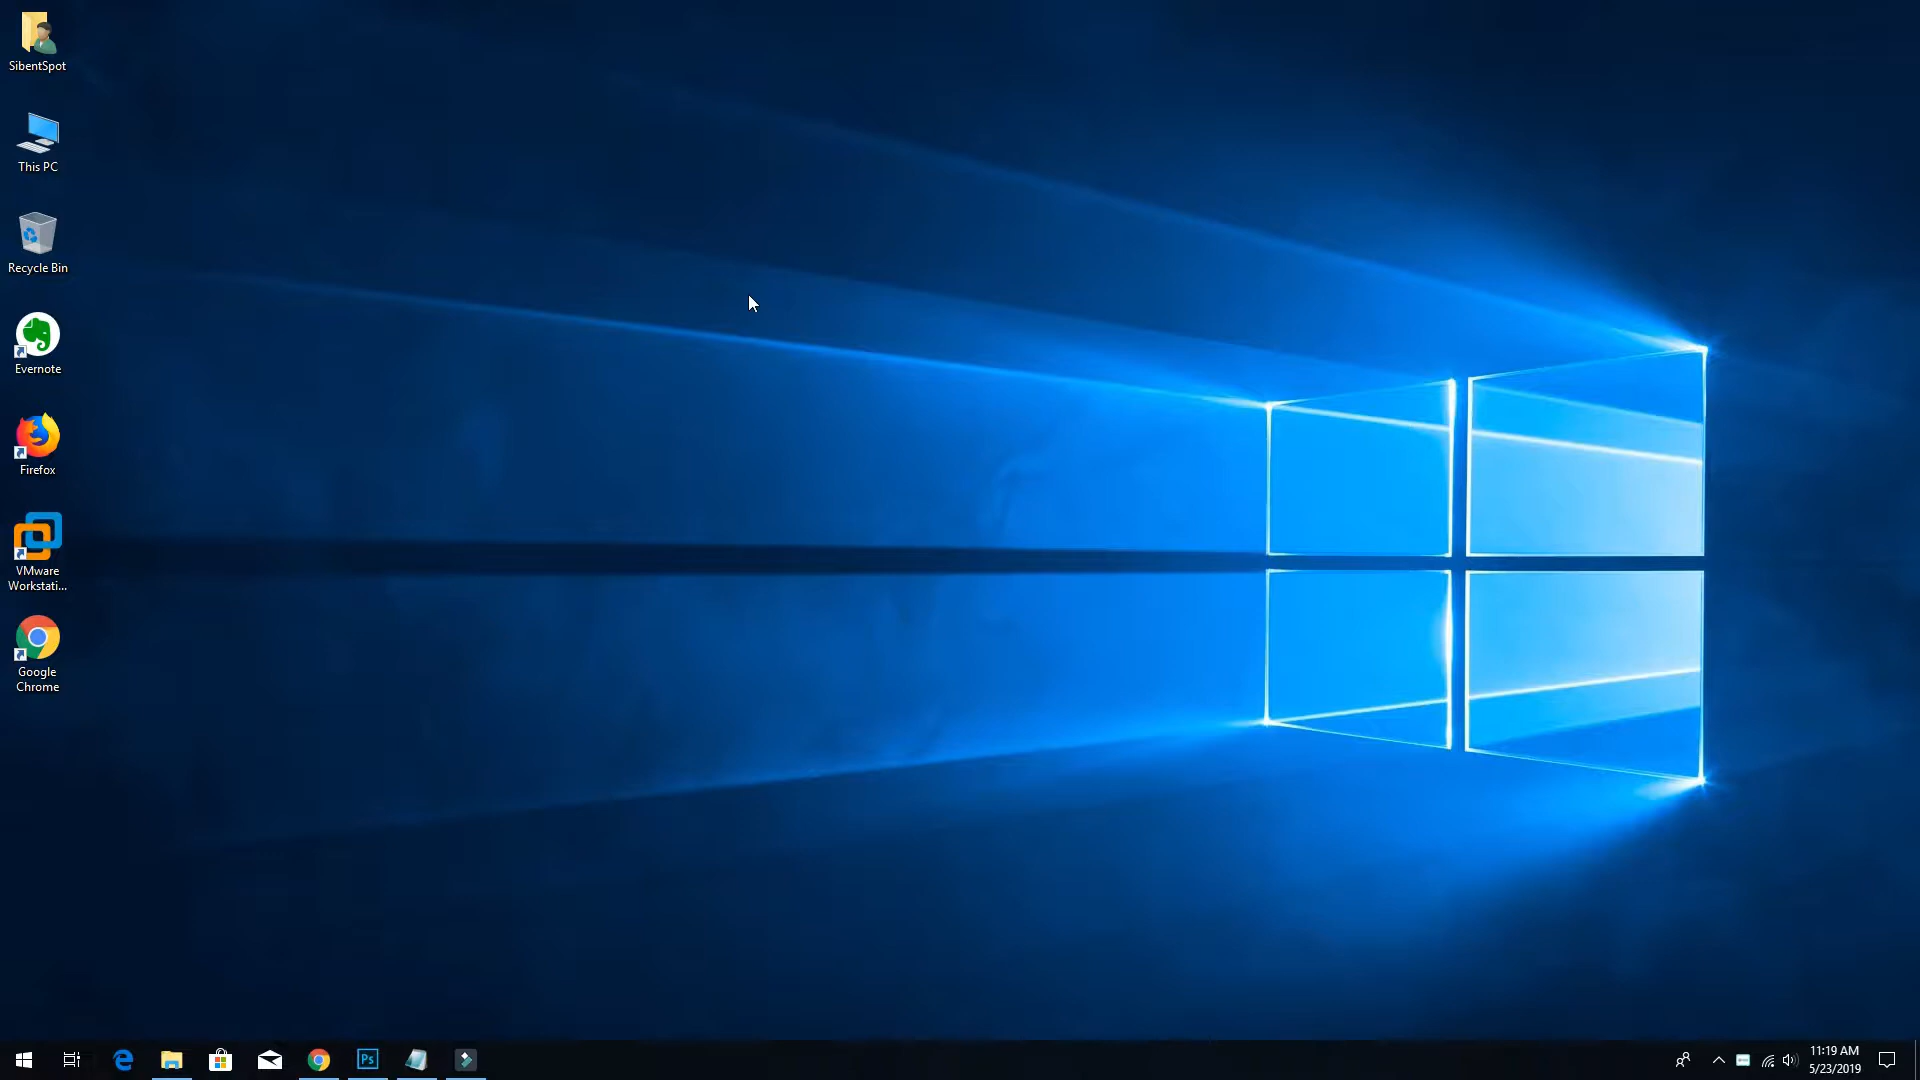 SibentSpot
This PC
Recycle Bin
Evernote
Firefox
VMware
Workstati...
Google
Chrome
Ps
11:19 AM
5/23/2019